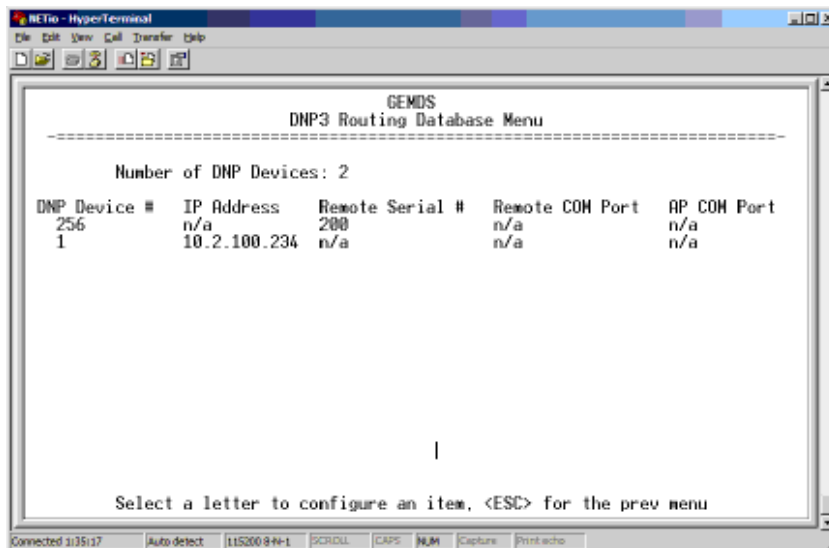 NETio - HyperTerminal
File Edit View Call Transfer Help
GEMDS
DNP3 Routing Database Menu
-==========================================================================-
Number of DNP Devices: 2
DNP Device # IP Address Remote Serial # Remote COM Port AP COM Port
256 n/a 200 n/a n/a
1 10.2.100.234 n/a n/a n/a
Select a letter to configure an item, <ESC> for the prev menu
Connected 1:35:17 Auto detect 115200 8-N-1 SCROLL CAPS NUM Capture Print echo